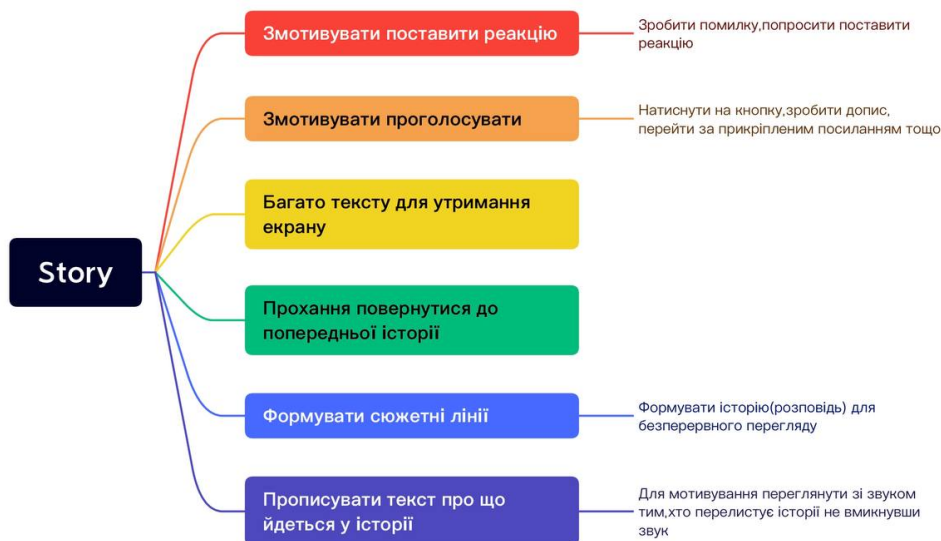 Змотивувати поставити реакцію
Зробити помилку,попросити поставити
реакцію
Змотивувати проголосувати
Натиснути на кнопку,зробити допис,
перейти за прикріпленим посиланням тощо
Багато тексту для утримання
екрану
Story
Прохання повернутися до
попередньої історії
Формувати сюжетні лінії
Формувати історію(розповідь) для
безперервного перегляду
Прописувати текст про що
йдеться у історії
Для мотивування переглянути зі звуком
тим,хто перелистує історії не вмикнувши
звук